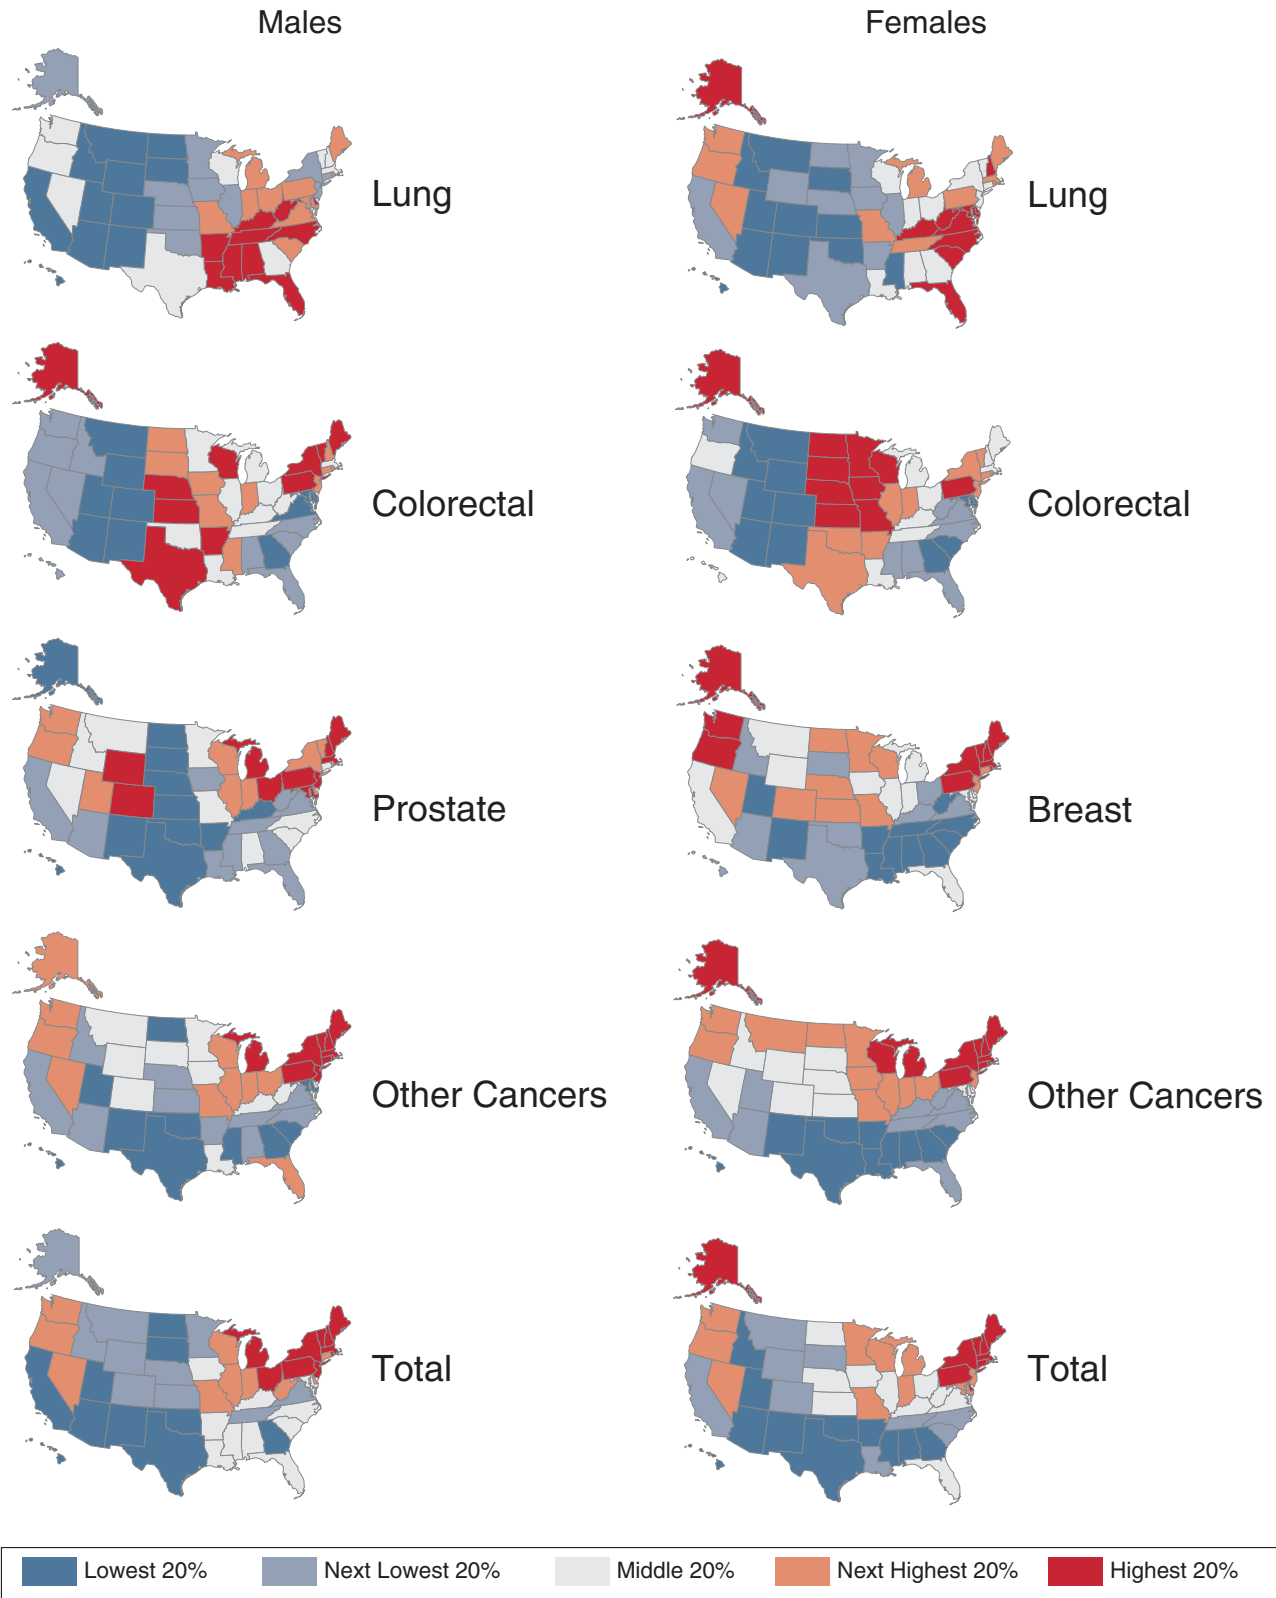 Males Females
Lung Lung
Colorectal Colorectal
Prostate Breast
Other Cancers Other Cancers
Total Total
Lowest 20% Next Lowest 20% Middle 20% Next Highest 20% Highest 20%